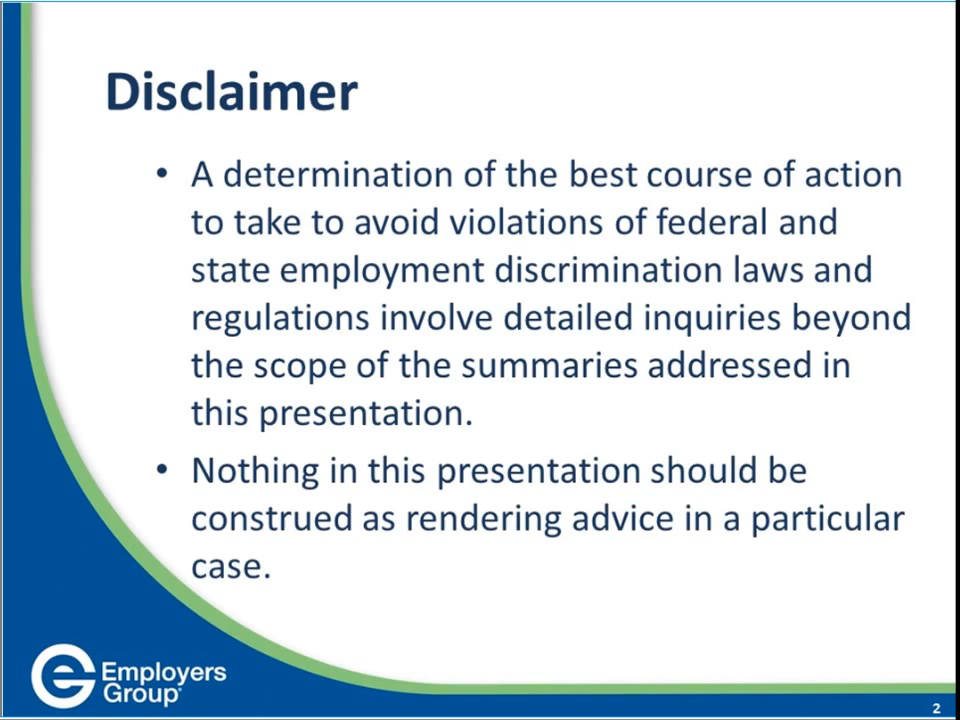 Disclaimer
• A determination of the best course of action
to take to avoid violations of federal and
state employment discrimination laws and
regulations involve detailed inquiries beyond
the scope of the summaries addressed in
this presentation.
• Nothing in this presentation should be
construed as rendering advice in a particular
case.
Employers
Group
2